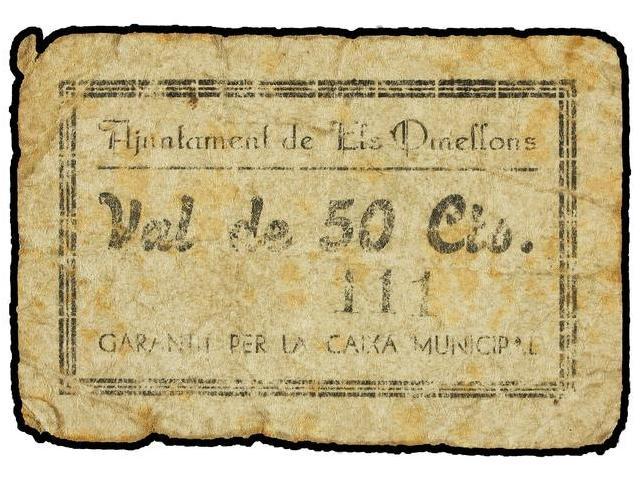 Ajuntament de Els Omellons
Val de 50 Cts.
111
GARANTIT PER LA CAIXA MUNICIPAL